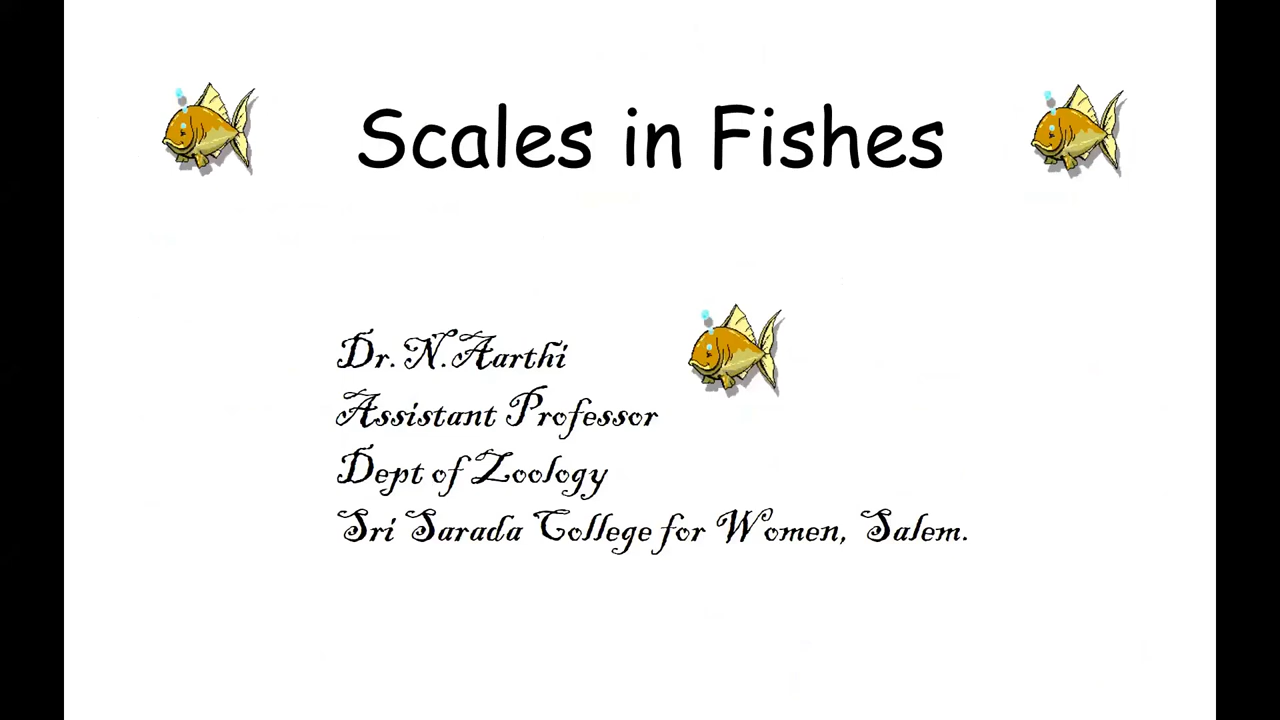 Scales in Fishes
Dr. N.Aarthi
Assistant Professor
Dept of Zoology
Sri Sarada College for Women, Salem.